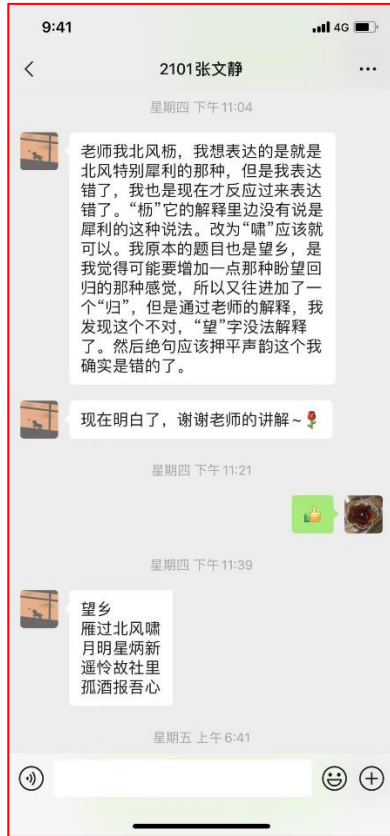 9:41
4G
2101张文静
星期四 下午 11:04
老师我北风枥，我想表达的是就是
北风特别犀利的那种，但是我表达
错了，我也是现在才反应过来表达
错了。“枥”它的解释里边没有说是
犀利的这种说法。改为“啸”应该就
可以。我原本的题目也是望乡，是
我觉得可能要增加一点那种盼望回
归的那种感觉，所以又往进加了一
个“归”，但是通过老师的解释，我
发现这个不对，“望”字没法解释
了。然后绝句应该押平声韵这个我
确实是错的了。
现在明白了，谢谢老师的讲解~🌹
星期四 下午 11:21
👍
星期四 下午 11:39
望乡
雁过北风啸
月明星炳新
遥怜故社里
孤酒报吾心
星期五 上午 6:41